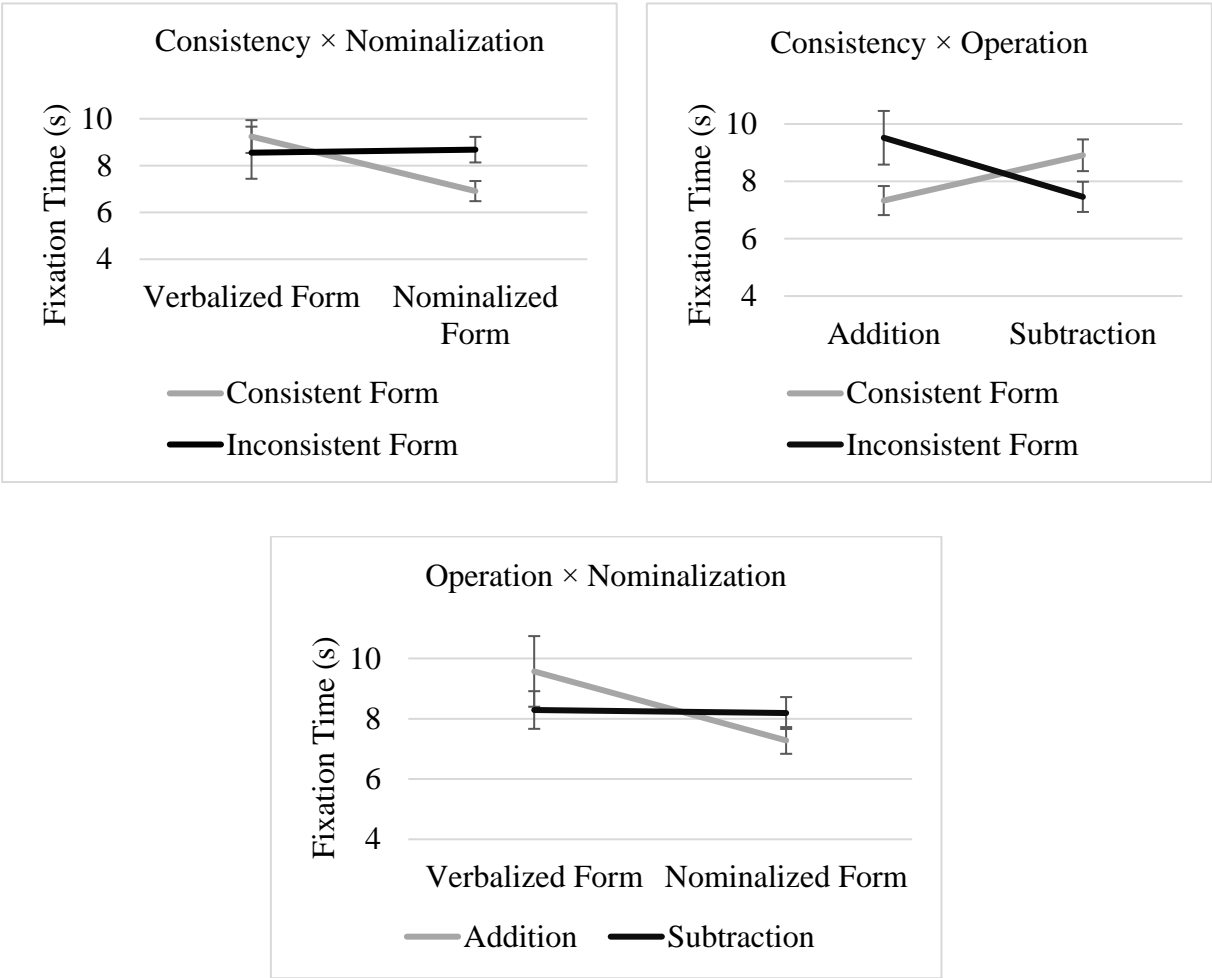 Consistency × Nominalization
Fixation Time (s)
10
8
6
4
Verbalized Form
Nominalized
Form
Consistent Form
Inconsistent Form
Consistency × Operation
Fixation Time (s)
10
8
6
4
Addition
Subtraction
Consistent Form
Inconsistent Form
Operation × Nominalization
Fixation Time (s)
10
8
6
4
Verbalized Form
Nominalized Form
Addition
Subtraction